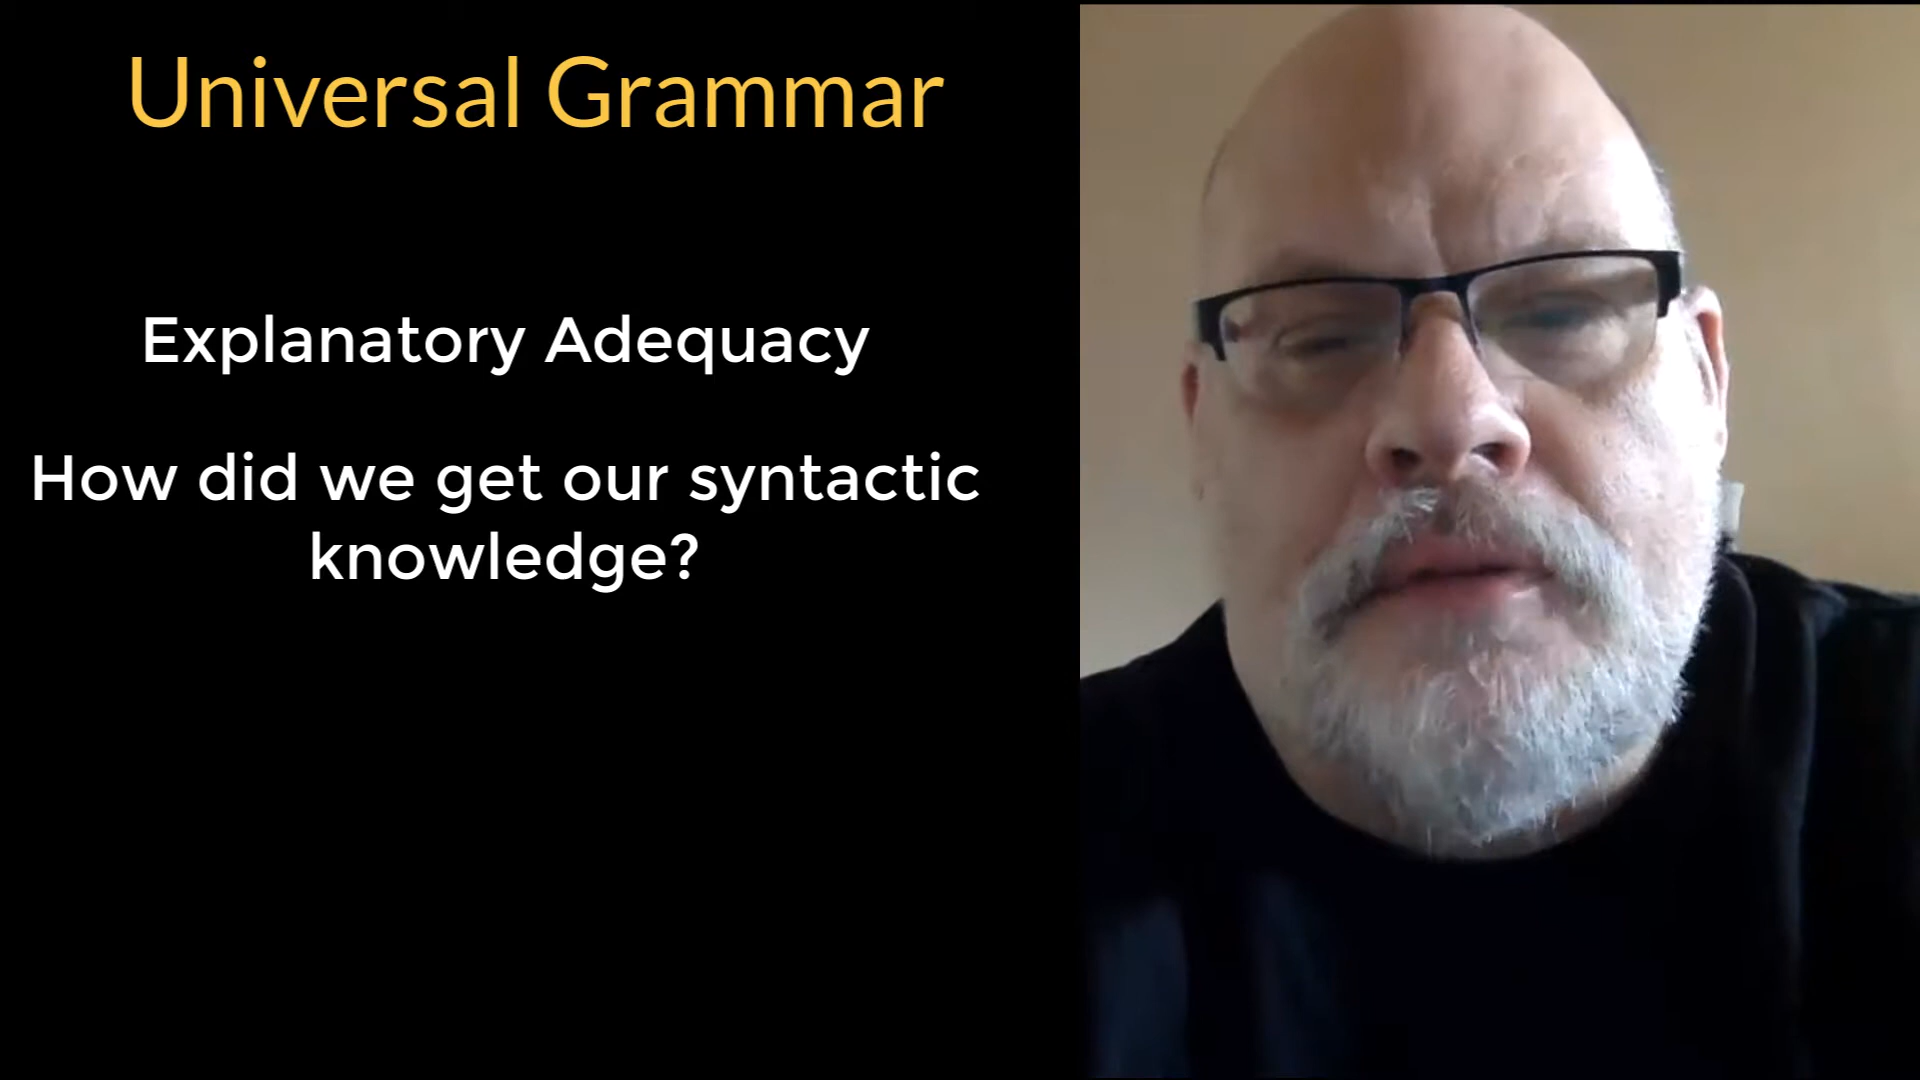 Universal Grammar
Explanatory Adequacy
How did we get our syntactic
knowledge?